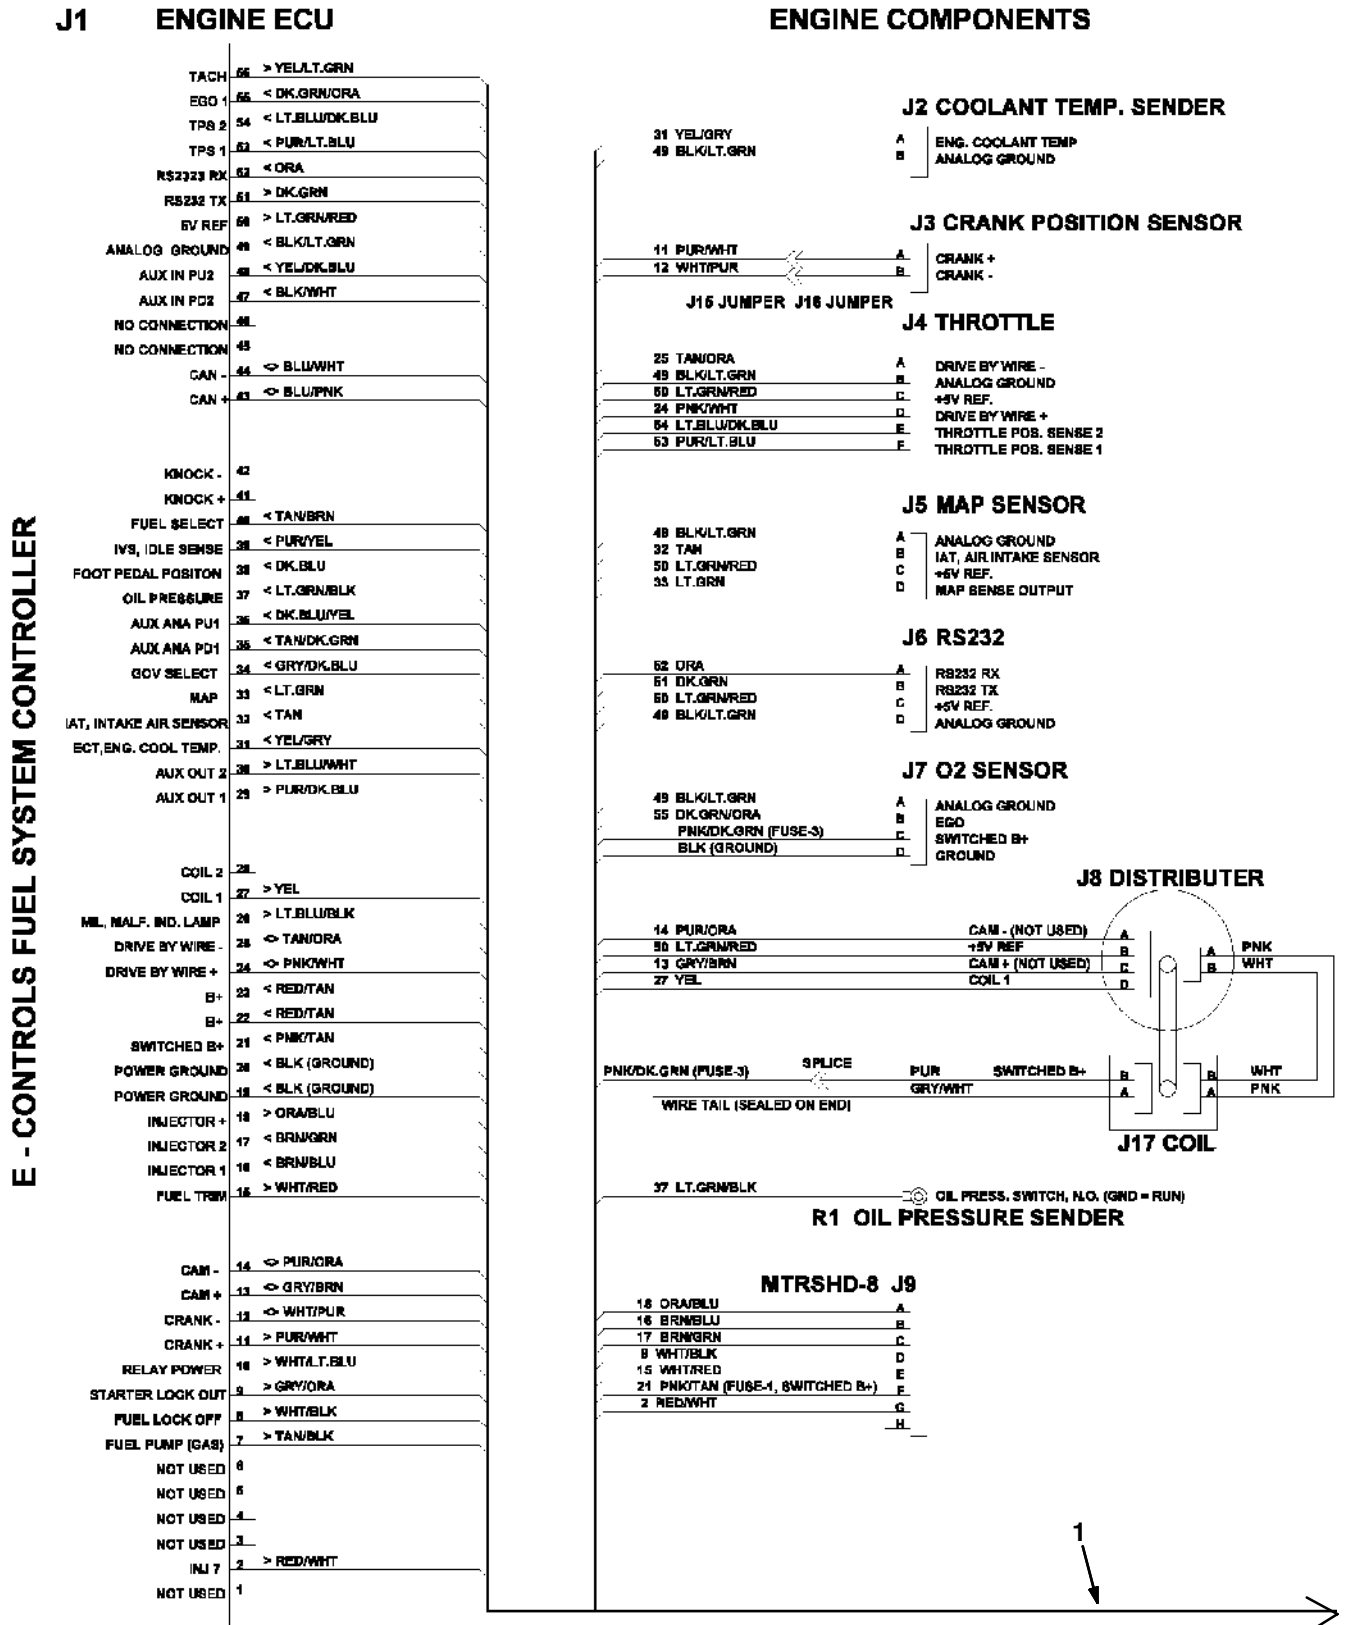 J1 ENGINE ECU
ENGINE COMPONENTS
E - CONTROLS FUEL SYSTEM CONTROLLER
TACH 56 > YEL/LT.GRN
EGO 1 55 < DK.GRN/ORA
TPS 2 54 < LT.BLU/DK.BLU
TPS 1 53 < PUR/LT.BLU
RS2323 RX 52 < ORA
RS232 TX 51 > DK.GRN
5V REF 50 > LT.GRN/RED
ANALOG GROUND 49 < BLK/LT.GRN
AUX IN PU2 48 < YEL/DK.BLU
AUX IN PD2 47 < BLK/WHT
NO CONNECTION 46
NO CONNECTION 45
CAN - 44 <> BLU/WHT
CAN + 43 <> BLU/PNK
KNOCK - 42
KNOCK + 41
FUEL SELECT 40 < TAN/BRN
IVS, IDLE SENSE 39 < PUR/YEL
FOOT PEDAL POSITON 38 < DK.BLU
OIL PRESSURE 37 < LT.GRN/BLK
AUX ANA PU1 36 < DK.BLU/YEL
AUX ANA PD1 35 < TAN/DK.GRN
GOV SELECT 34 < GRY/DK.BLU
MAP 33 < LT.GRN
IAT, INTAKE AIR SENSOR 32 < TAN
ECT,ENG. COOL TEMP. 31 < YEL/GRY
AUX OUT 2 30 > LT.BLU/WHT
AUX OUT 1 29 > PUR/DK.BLU
COIL 2 28
COIL 1 27 > YEL
MIL, MALF. IND. LAMP 26 > LT.BLU/BLK
DRIVE BY WIRE - 25 <> TAN/ORA
DRIVE BY WIRE + 24 <> PNK/WHT
B+ 23 < RED/TAN
B+ 22 < RED/TAN
SWITCHED B+ 21 < PNK/TAN
POWER GROUND 20 < BLK (GROUND)
POWER GROUND 19 < BLK (GROUND)
INJECTOR + 18 > ORA/BLU
INJECTOR 2 17 < BRN/GRN
INJECTOR 1 16 < BRN/BLU
FUEL TRIM 15 > WHT/RED
CAM - 14 <> PUR/ORA
CAM + 13 <> GRY/BRN
CRANK - 12 <> WHT/PUR
CRANK + 11 > PUR/WHT
RELAY POWER 10 > WHT/LT.BLU
STARTER LOCK OUT 9 > GRY/ORA
FUEL LOCK OFF 8 > WHT/BLK
FUEL PUMP (GAS) 7 > TAN/BLK
NOT USED 6
NOT USED 5
NOT USED 4
NOT USED 3
INJ 7 2 > RED/WHT
NOT USED 1
J2 COOLANT TEMP. SENDER
31 YEL/GRY A ENG. COOLANT TEMP
49 BLK/LT.GRN B ANALOG GROUND
J3 CRANK POSITION SENSOR
11 PUR/WHT A CRANK +
12 WHT/PUR B CRANK -
J15 JUMPER J16 JUMPER
J4 THROTTLE
25 TAN/ORA A DRIVE BY WIRE -
49 BLK/LT.GRN B ANALOG GROUND
50 LT.GRN/RED C +5V REF.
24 PNK/WHT D DRIVE BY WIRE +
54 LT.BLU/DK.BLU E THROTTLE POS. SENSE 2
53 PUR/LT.BLU F THROTTLE POS. SENSE 1
J5 MAP SENSOR
49 BLK/LT.GRN A ANALOG GROUND
32 TAN B IAT, AIR INTAKE SENSOR
50 LT.GRN/RED C +5V REF.
33 LT.GRN D MAP SENSE OUTPUT
J6 RS232
52 ORA A RS232 RX
51 DK.GRN B RS232 TX
50 LT.GRN/RED C +5V REF.
49 BLK/LT.GRN D ANALOG GROUND
J7 O2 SENSOR
49 BLK/LT.GRN A ANALOG GROUND
55 DK.GRN/ORA B EGO
PNK/DK.GRN (FUSE-3) C SWITCHED B+
BLK (GROUND) D GROUND
J8 DISTRIBUTER
14 PUR/ORA CAM - (NOT USED) A
50 LT.GRN/RED +5V REF B A PNK
13 GRY/BRN CAM + (NOT USED) C B WHT
27 YEL COIL 1 D
SPLICE
PNK/DK.GRN (FUSE-3) PUR SWITCHED B+ B B WHT
GRY/WHT A A PNK
WIRE TAIL (SEALED ON END)
J17 COIL
37 LT.GRN/BLK OIL PRESS. SWITCH, N.O. (GND = RUN)
R1 OIL PRESSURE SENDER
MTRSHD-8 J9
18 ORA/BLU A
16 BRN/BLU B
17 BRN/GRN C
8 WHT/BLK D
15 WHT/RED E
21 PNK/TAN (FUSE-1, SWITCHED B+) F
2 RED/WHT G
H
1